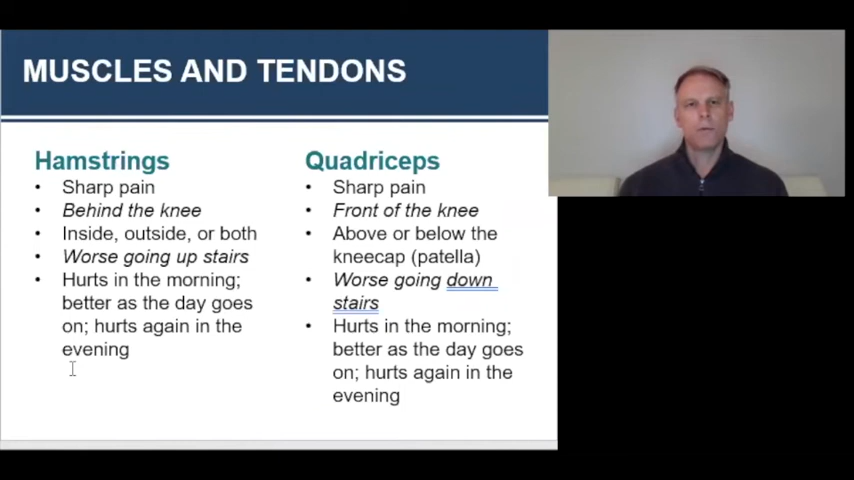 MUSCLES AND TENDONS
Hamstrings
• Sharp pain
• Behind the knee
• Inside, outside, or both
• Worse going up stairs
• Hurts in the morning;
better as the day goes
on; hurts again in the
evening
Quadriceps
• Sharp pain
• Front of the knee
• Above or below the
kneecap (patella)
• Worse going down
stairs
• Hurts in the morning;
better as the day goes
on; hurts again in the
evening